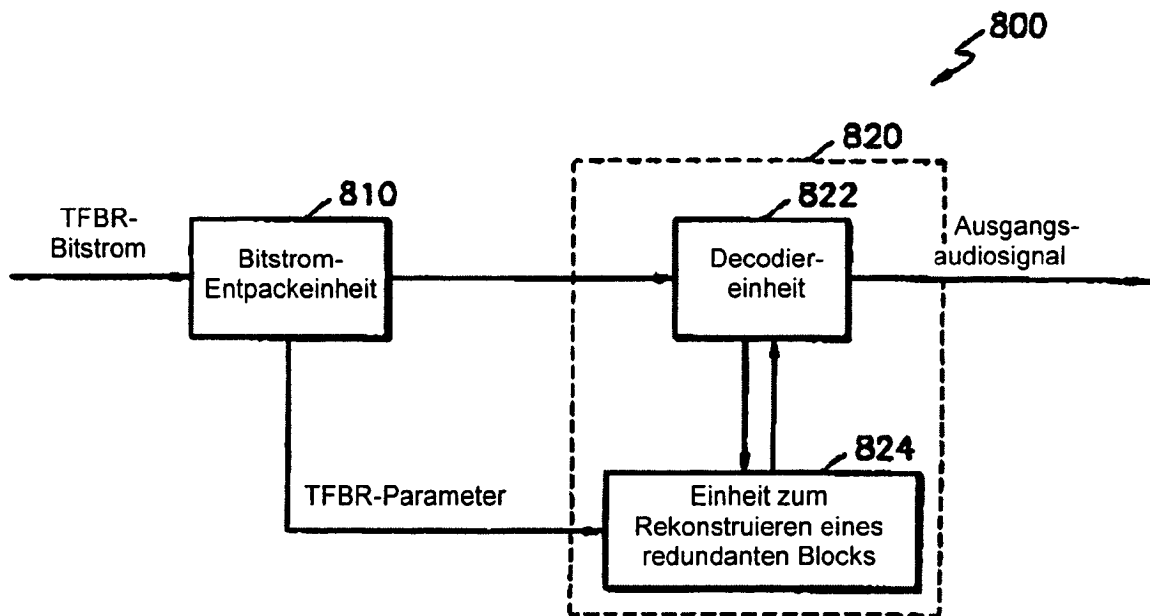 800
820
810
822
TFBR-
Bitstrom
Bitstrom-
Entpackeinheit
Decodier-
einheit
Ausgangs-
audiosignal
824
TFBR-Parameter
Einheit zum
Rekonstruieren eines
redundanten Blocks